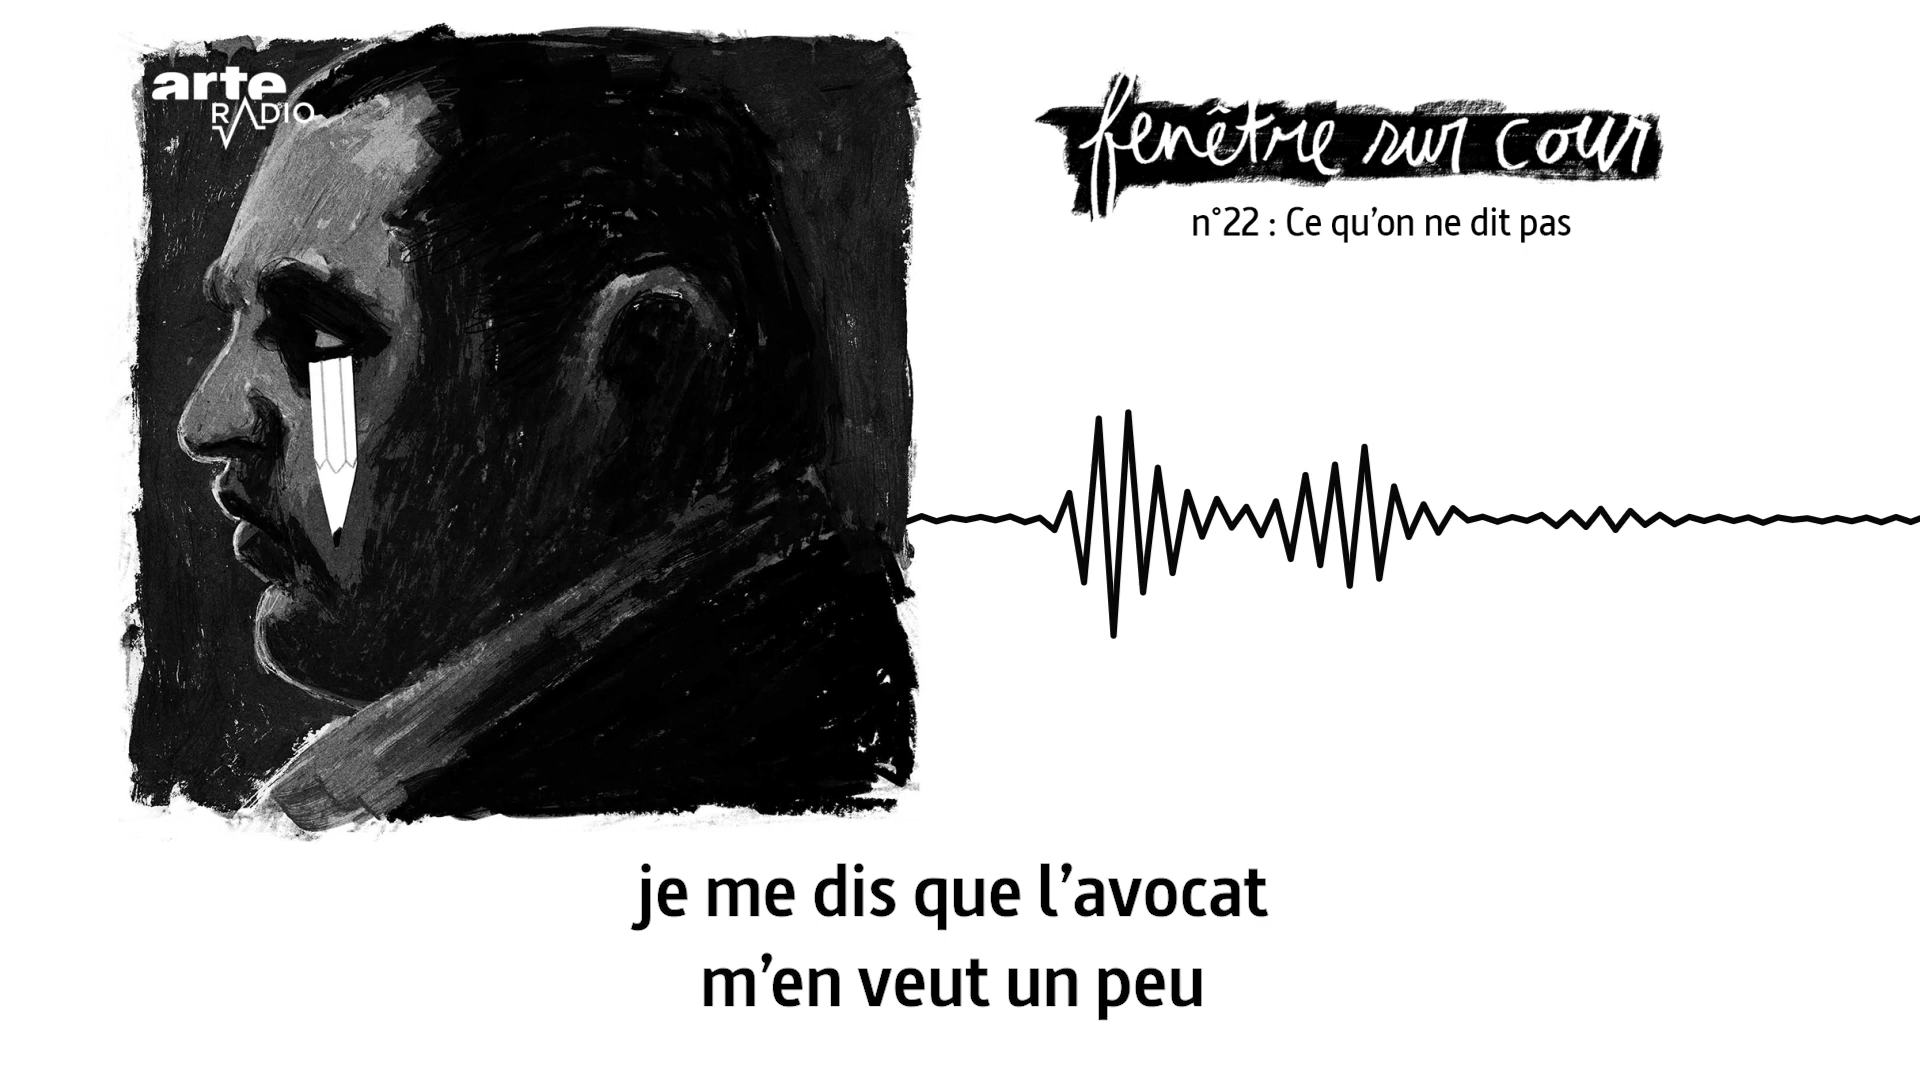 arte
RADIO
fenêtre sur cour
n°22 : Ce qu’on ne dit pas
je me dis que l’avocat
m’en veut un peu